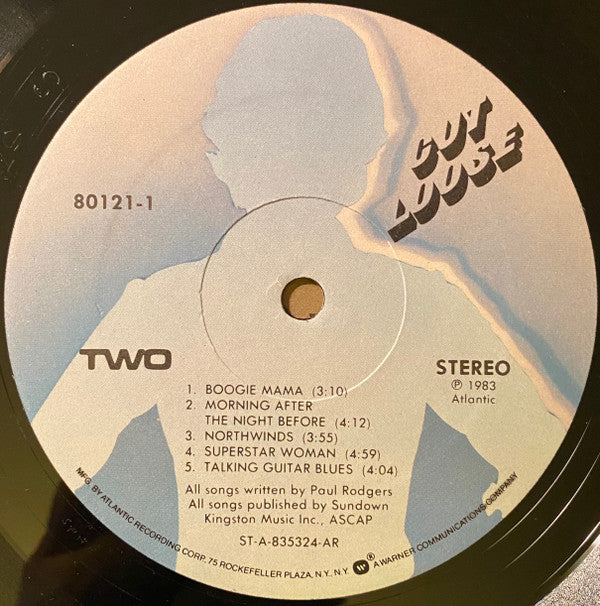 CUT
LOOSE
80121-1
TWO
STEREO
℗ 1983
Atlantic
1. BOOGIE MAMA (3:10)
2. MORNING AFTER
THE NIGHT BEFORE (4:12)
3. NORTHWINDS (3:55)
4. SUPERSTAR WOMAN (4:59)
5. TALKING GUITAR BLUES (4:04)
All songs written by Paul Rodgers
All songs published by Sundown
Kingston Music Inc., ASCAP
ST-A-835324-AR
MFG. BY ATLANTIC RECORDING CORP., 75 ROCKEFELLER PLAZA, N.Y., N.Y. ® A WARNER COMMUNICATIONS COMPANY